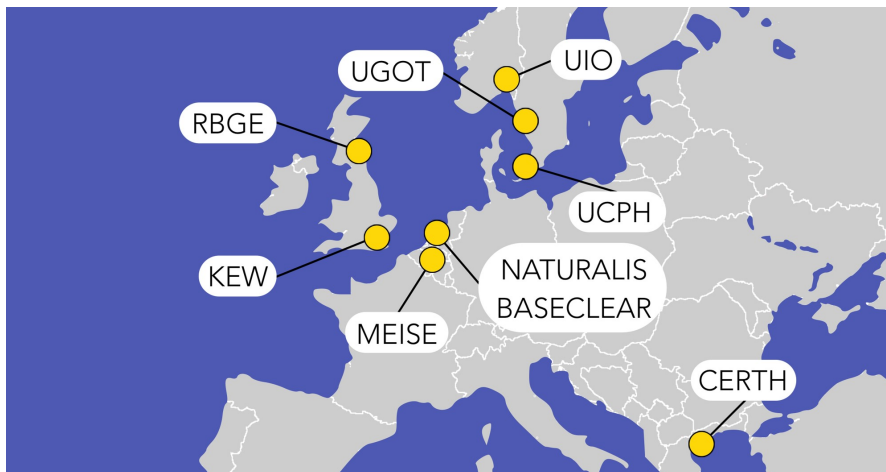 UIO
UGOT
RBGE
UCPH
KEW
NATURALIS
BASECLEAR
MEISE
CERTH